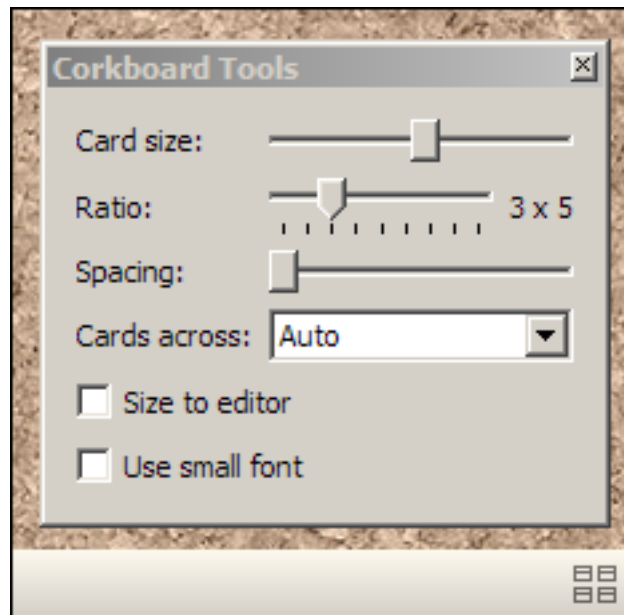 Corkboard Tools
Card size:
Ratio: 3 x 5
Spacing:
Cards across: Auto
Size to editor
Use small font